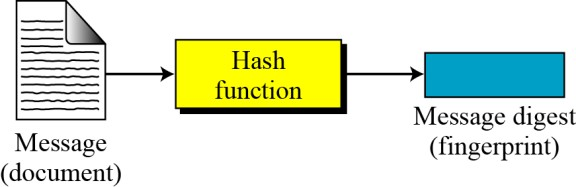 Message
(document)
Hash
function
Message digest
(fingerprint)